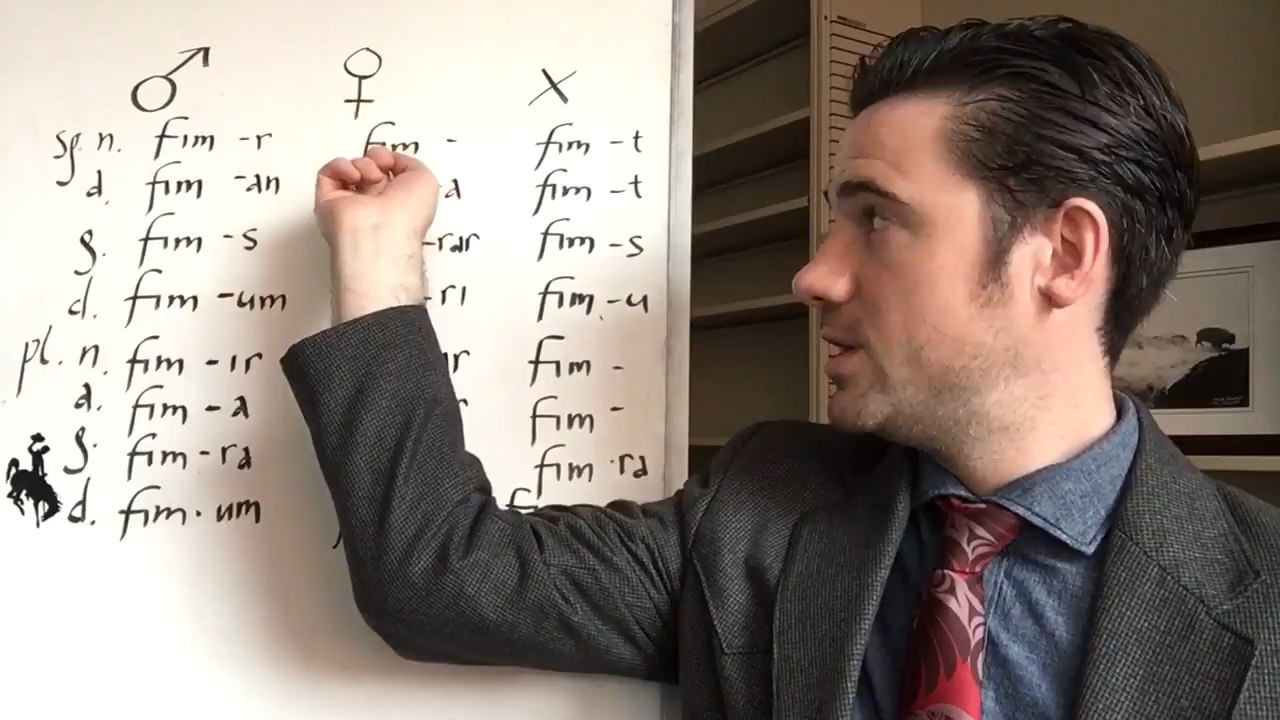 ♂ ♀ X
sg. n. fim -r fim - fim -t
a. fim -an -a fim -t
g. fim -s -rar fim -s
d. fim -um -ri fim -u
pl. n. fim -ir r fim -
a. fim -a fim -
g. fim -ra fim -ra
d. fim -um f